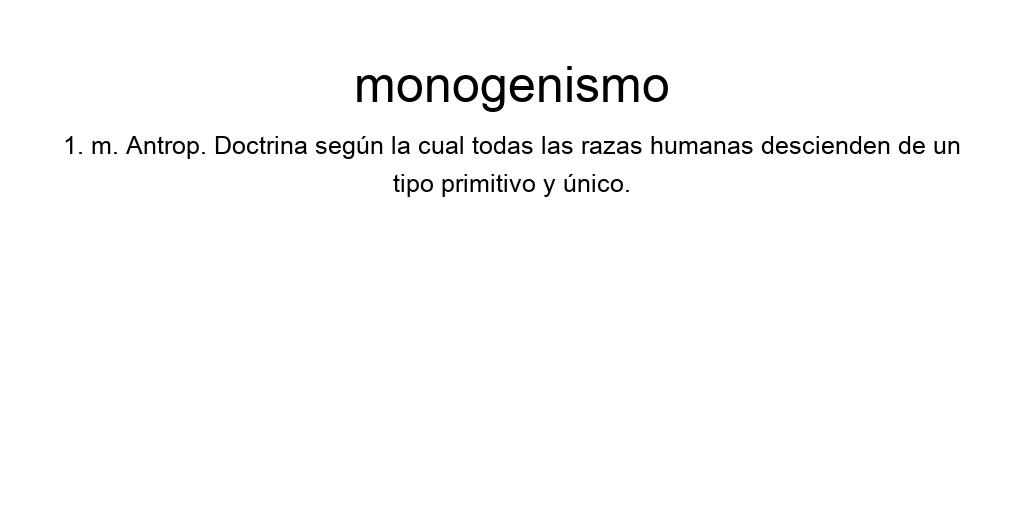 monogenismo
1. m. Antrop. Doctrina según la cual todas las razas humanas descienden de un
tipo primitivo y único.